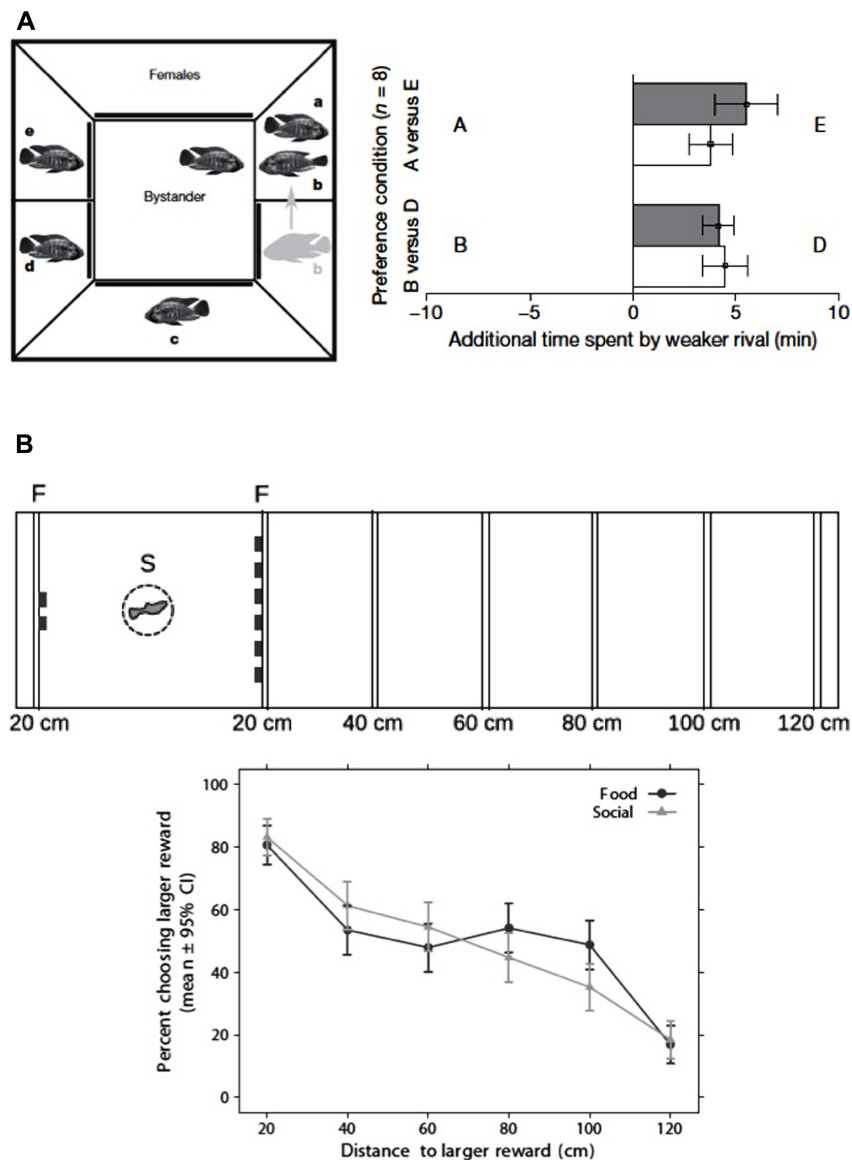 A
Females
a
e
b
Bystander
d
b
c
Preference condition (n = 8)
A versus E
B versus D
A
E
B
D
−10
−5
0
5
10
Additional time spent by weaker rival (min)
B
F
F
S
20 cm
20 cm
40 cm
60 cm
80 cm
100 cm
120 cm
Percent choosing larger reward
(mean ± 95% CI)
100
80
60
40
20
0
Food
Social
20
40
60
80
100
120
Distance to larger reward (cm)